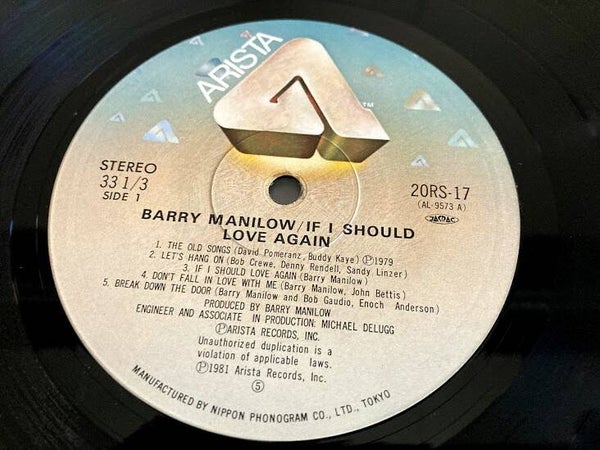 ARISTA
TM
STEREO
33 1/3
SIDE 1
20RS-17
(AL-9573 A)
BARRY MANILOW/IF I SHOULD
LOVE AGAIN
1. THE OLD SONGS (David Pomeranz, Buddy Kaye) Ⓟ1979
2. LET'S HANG ON (Bob Crewe, Denny Rendell, Sandy Linzer)
3. IF I SHOULD LOVE AGAIN (Barry Manilow)
4. DON'T FALL IN LOVE WITH ME (Barry Manilow, John Bettis)
5. BREAK DOWN THE DOOR (Barry Manilow and Bob Gaudio, Enoch Anderson)
PRODUCED BY BARRY MANILOW
ENGINEER AND ASSOCIATE IN PRODUCTION: MICHAEL DELUGG
ⓅARISTA RECORDS, INC.
Unauthorized duplication is a
violation of applicable laws.
Ⓟ1981 Arista Records, Inc.
⑤
MANUFACTURED BY NIPPON PHONOGRAM CO., LTD., TOKYO